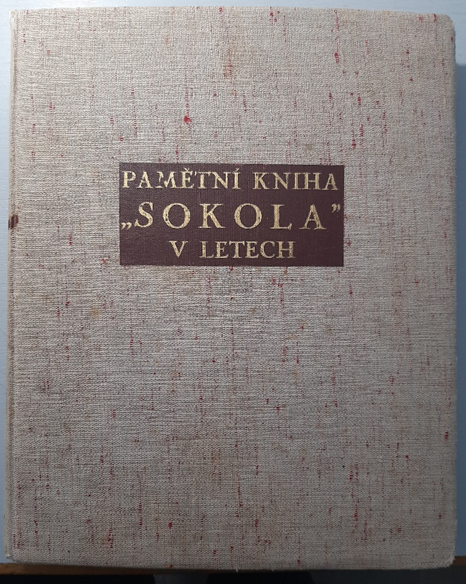 PAMĚTNÍ KNIHA
„SOKOLA”
V LETECH